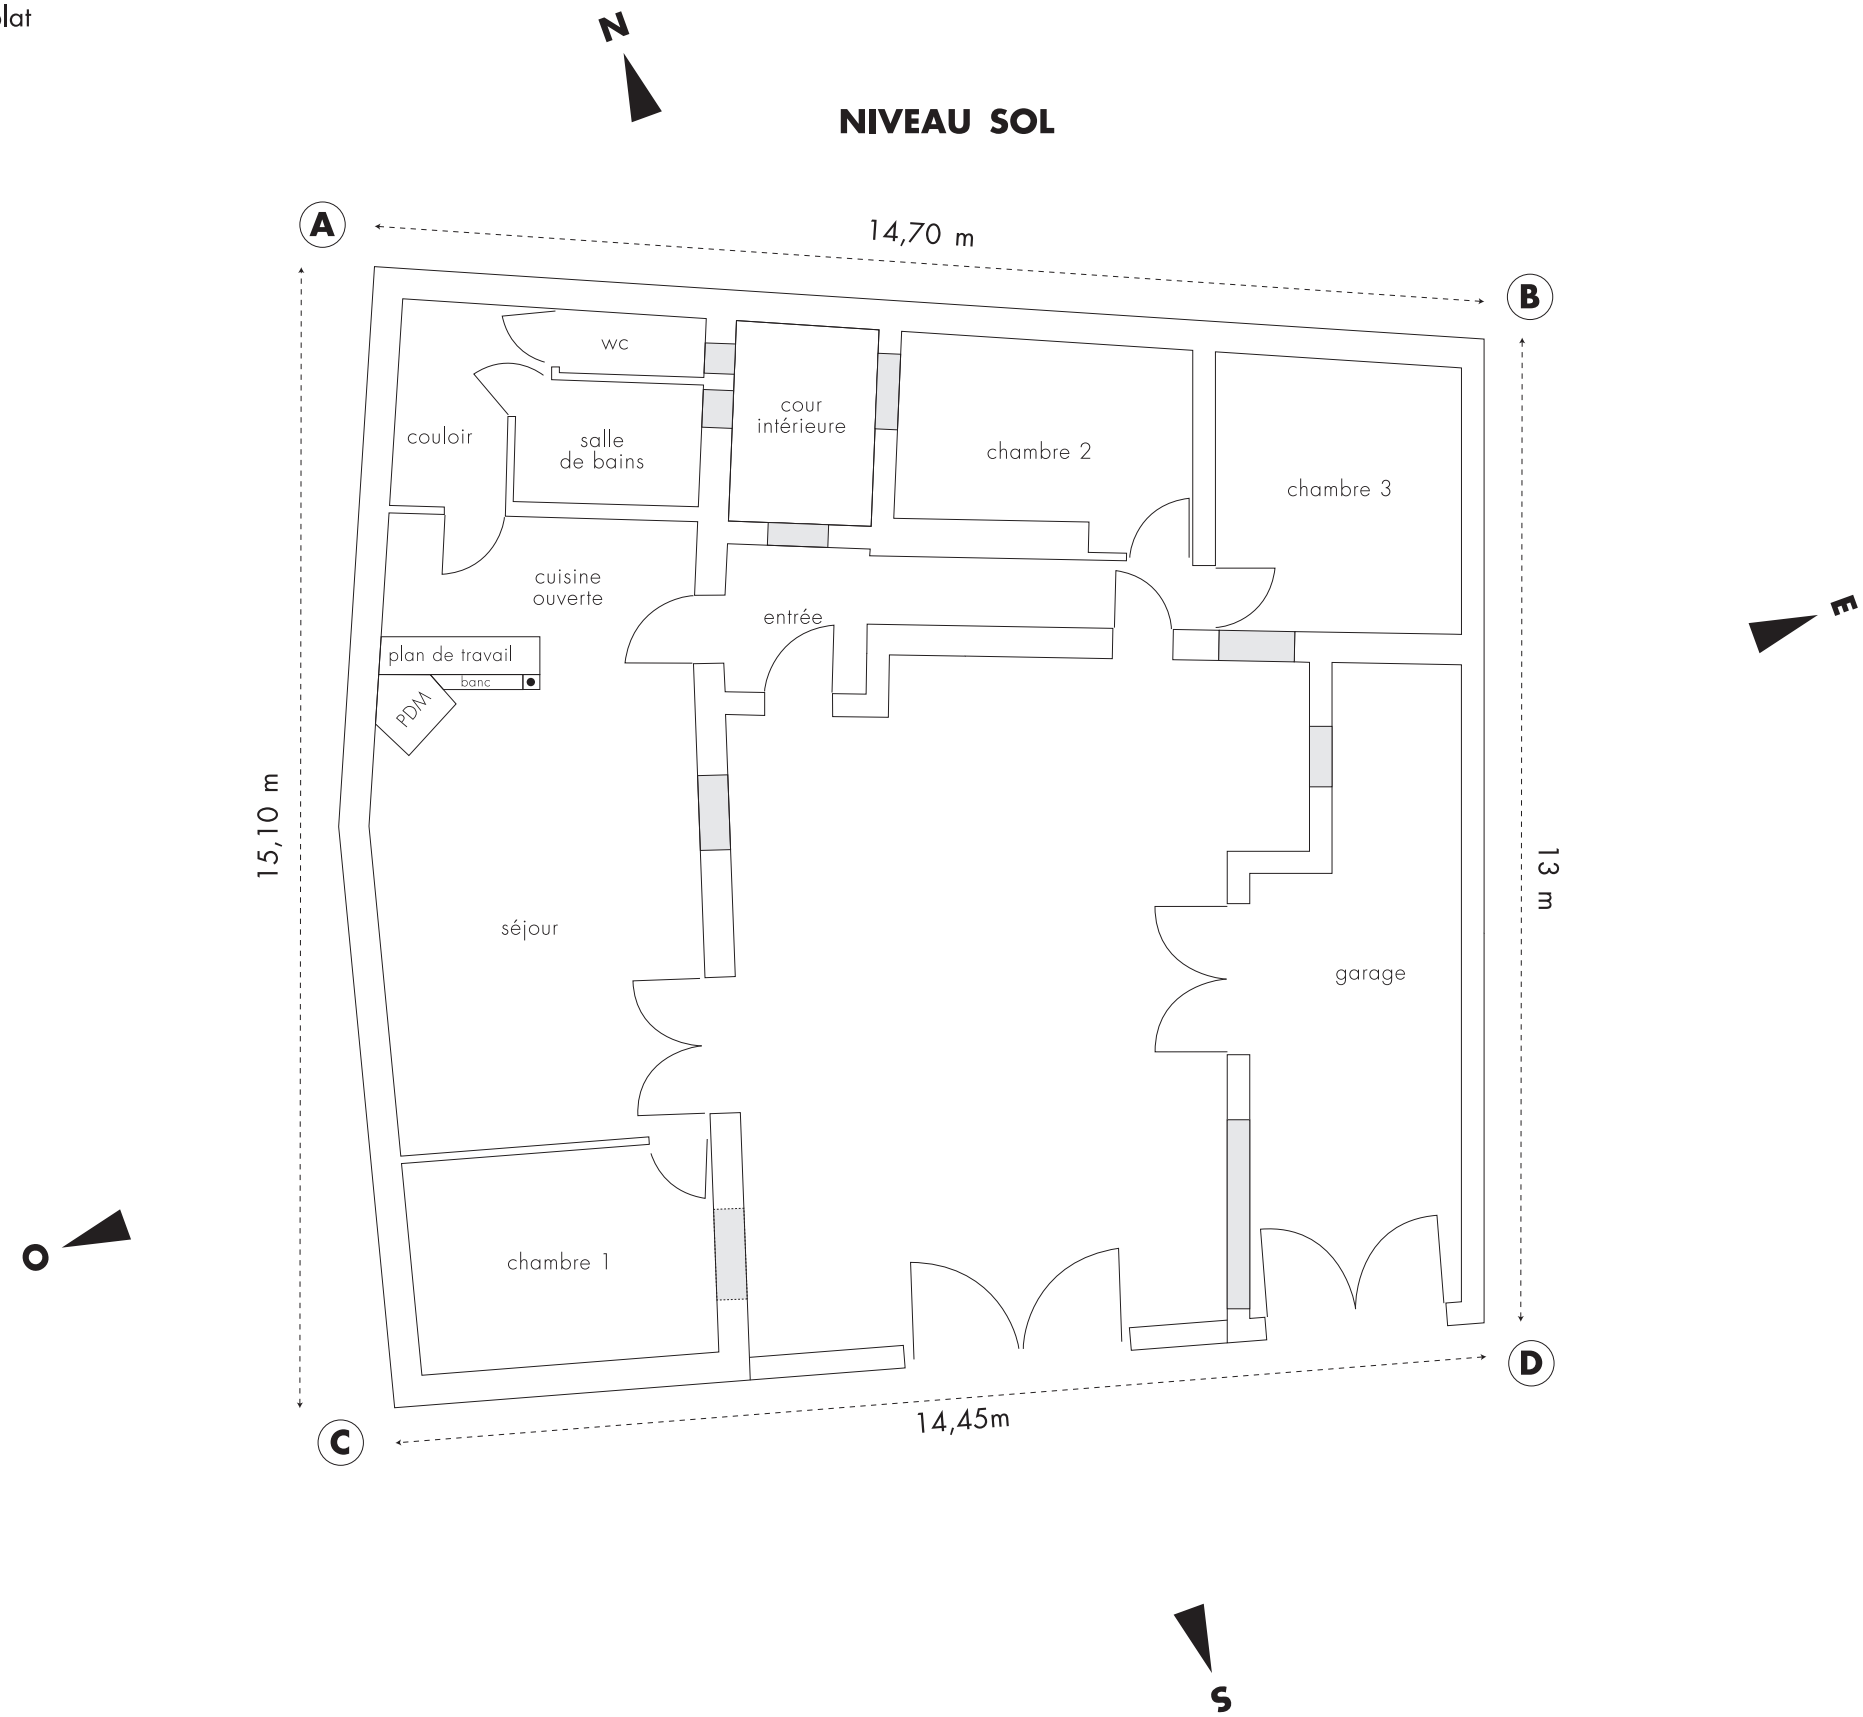 N
NIVEAU SOL
A
14,70 m
B
wc
cour
intérieure
couloir
salle
de bains
chambre 2
chambre 3
cuisine
ouverte
entrée
E
plan de travail
banc
PDM
15,10 m
13 m
séjour
garage
O
chambre 1
D
14,45m
C
S